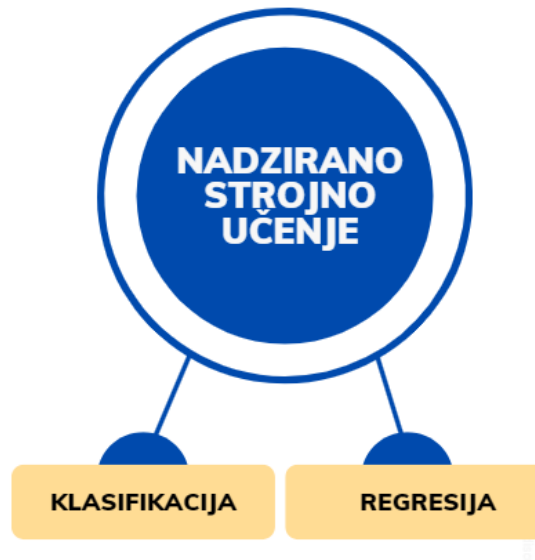 NADZIRANO
STROJNO
UČENJE
KLASIFIKACIJA
REGRESIJA